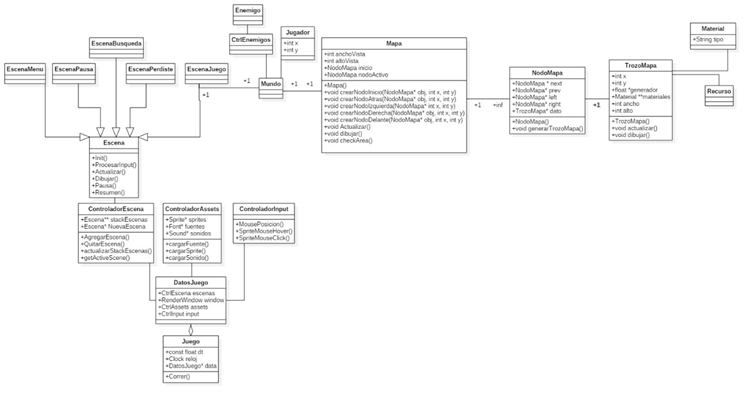 Enemigo
CtrlEnemigos
Jugador
+int x
+int y
Mapa
+int anchoVista
+int altoVista
+NodoMapa inicio
+NodoMapa nodoActivo
+Mapa()
+void crearNodoInicio(NodoMapa* obj, int x, int y)
+void crearNodoAtras(NodoMapa* obj, int x, int y)
+void crearNodoIzquierda(NodoMapa* obj, int x, int y)
+void crearNodoDerecha(NodoMapa* obj, int x, int y)
+void crearNodoDelante(NodoMapa* obj, int x, int y)
+void Actualizar()
+void dibujar()
+void checkArea()
Material
+String tipo
Recurso
TrozoMapa
+int x
+int y
+float *generador
+Material **materiales
+int ancho
+int alto
+TrozoMapa()
+void actualizar()
+void dibujar()
NodoMapa
+NodoMapa * next
+NodoMapa* prev
+NodoMapa* left
+NodoMapa* right
+TrozoMapa* dato
+NodoMapa()
+void generarTrozoMapa()
+1
+inf
+1
EscenaBusqueda
EscenaMenu
EscenaPausa
EscenaPerdiste
EscenaJuego
+1
+1
Mundo
+1
+1
Escena
+Init()
+ProcesarInput()
+Actualizar()
+Dibujar()
+Pausa()
+Resumen()
ControladorEscena
+Escena** stackEscenas
+Escena* NuevaEscena
+AgregarEscena()
+QuitarEscena()
+actualizarStackEscenas()
+getActiveScene()
ControladorAssets
+Sprite* sprites
+Font* fuentes
+Sound* sonidos
+cargarFuente()
+cargarSprite()
+cargarSonido()
ControladorInput
+MousePosicion()
+SpriteMouseHover()
+SpriteMouseClick()
DatosJuego
+CtrlEscena escenas
+RenderWindow window
+CtrlAssets assets
+CtrlInput input
Juego
+const float dt
+Clock reloj
+DatosJuego* data
+Correr()